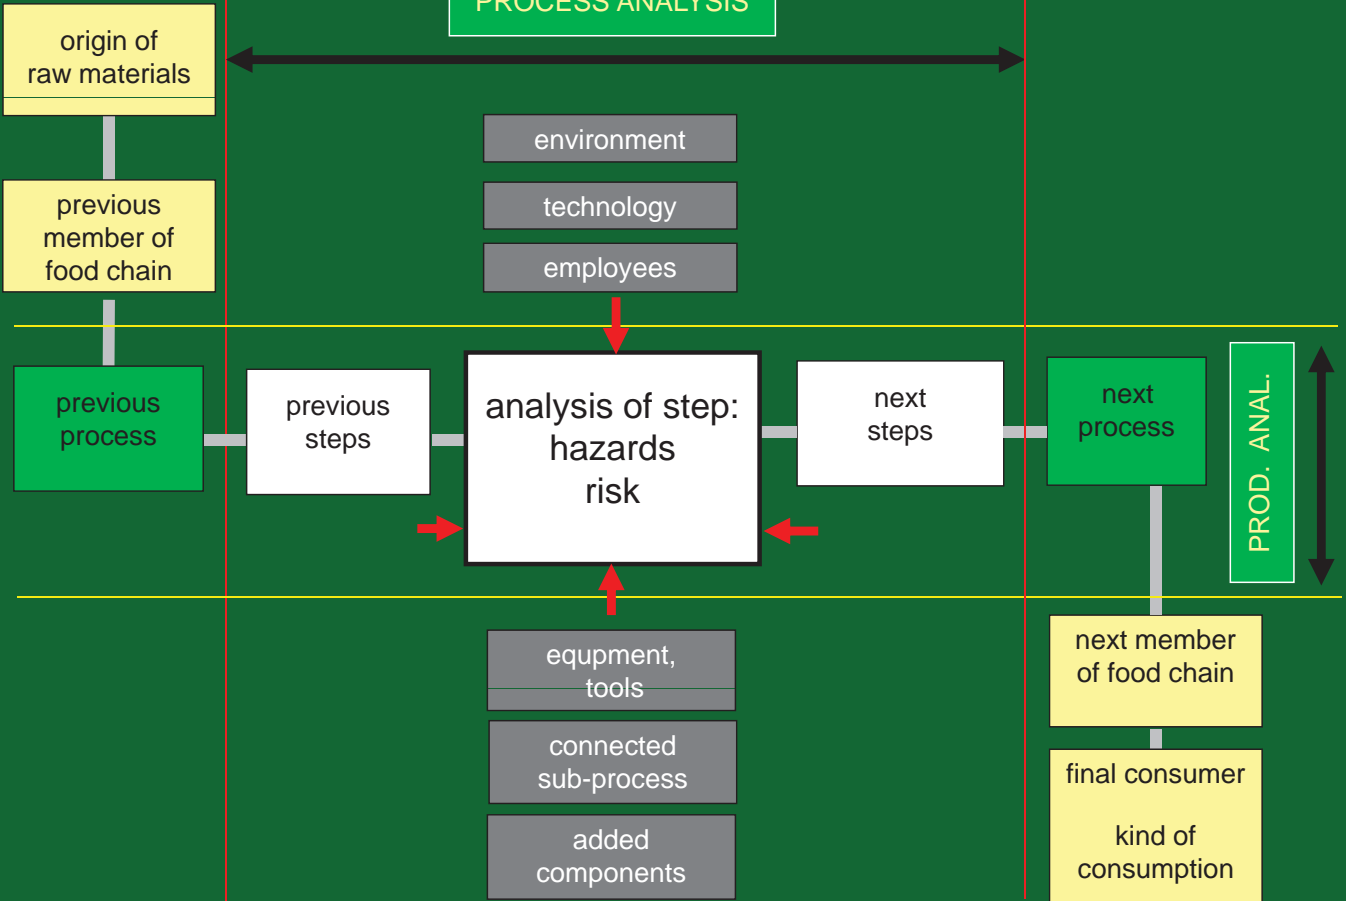 PROCESS ANALYSIS
origin of
raw materials
environment
technology
employees
previous
member of
food chain
previous
process
previous
steps
analysis of step:
hazards
risk
next
steps
next
process
PROD. ANAL.
equpment,
tools
connected
sub-process
added
components
next member
of food chain
final consumer
kind of
consumption